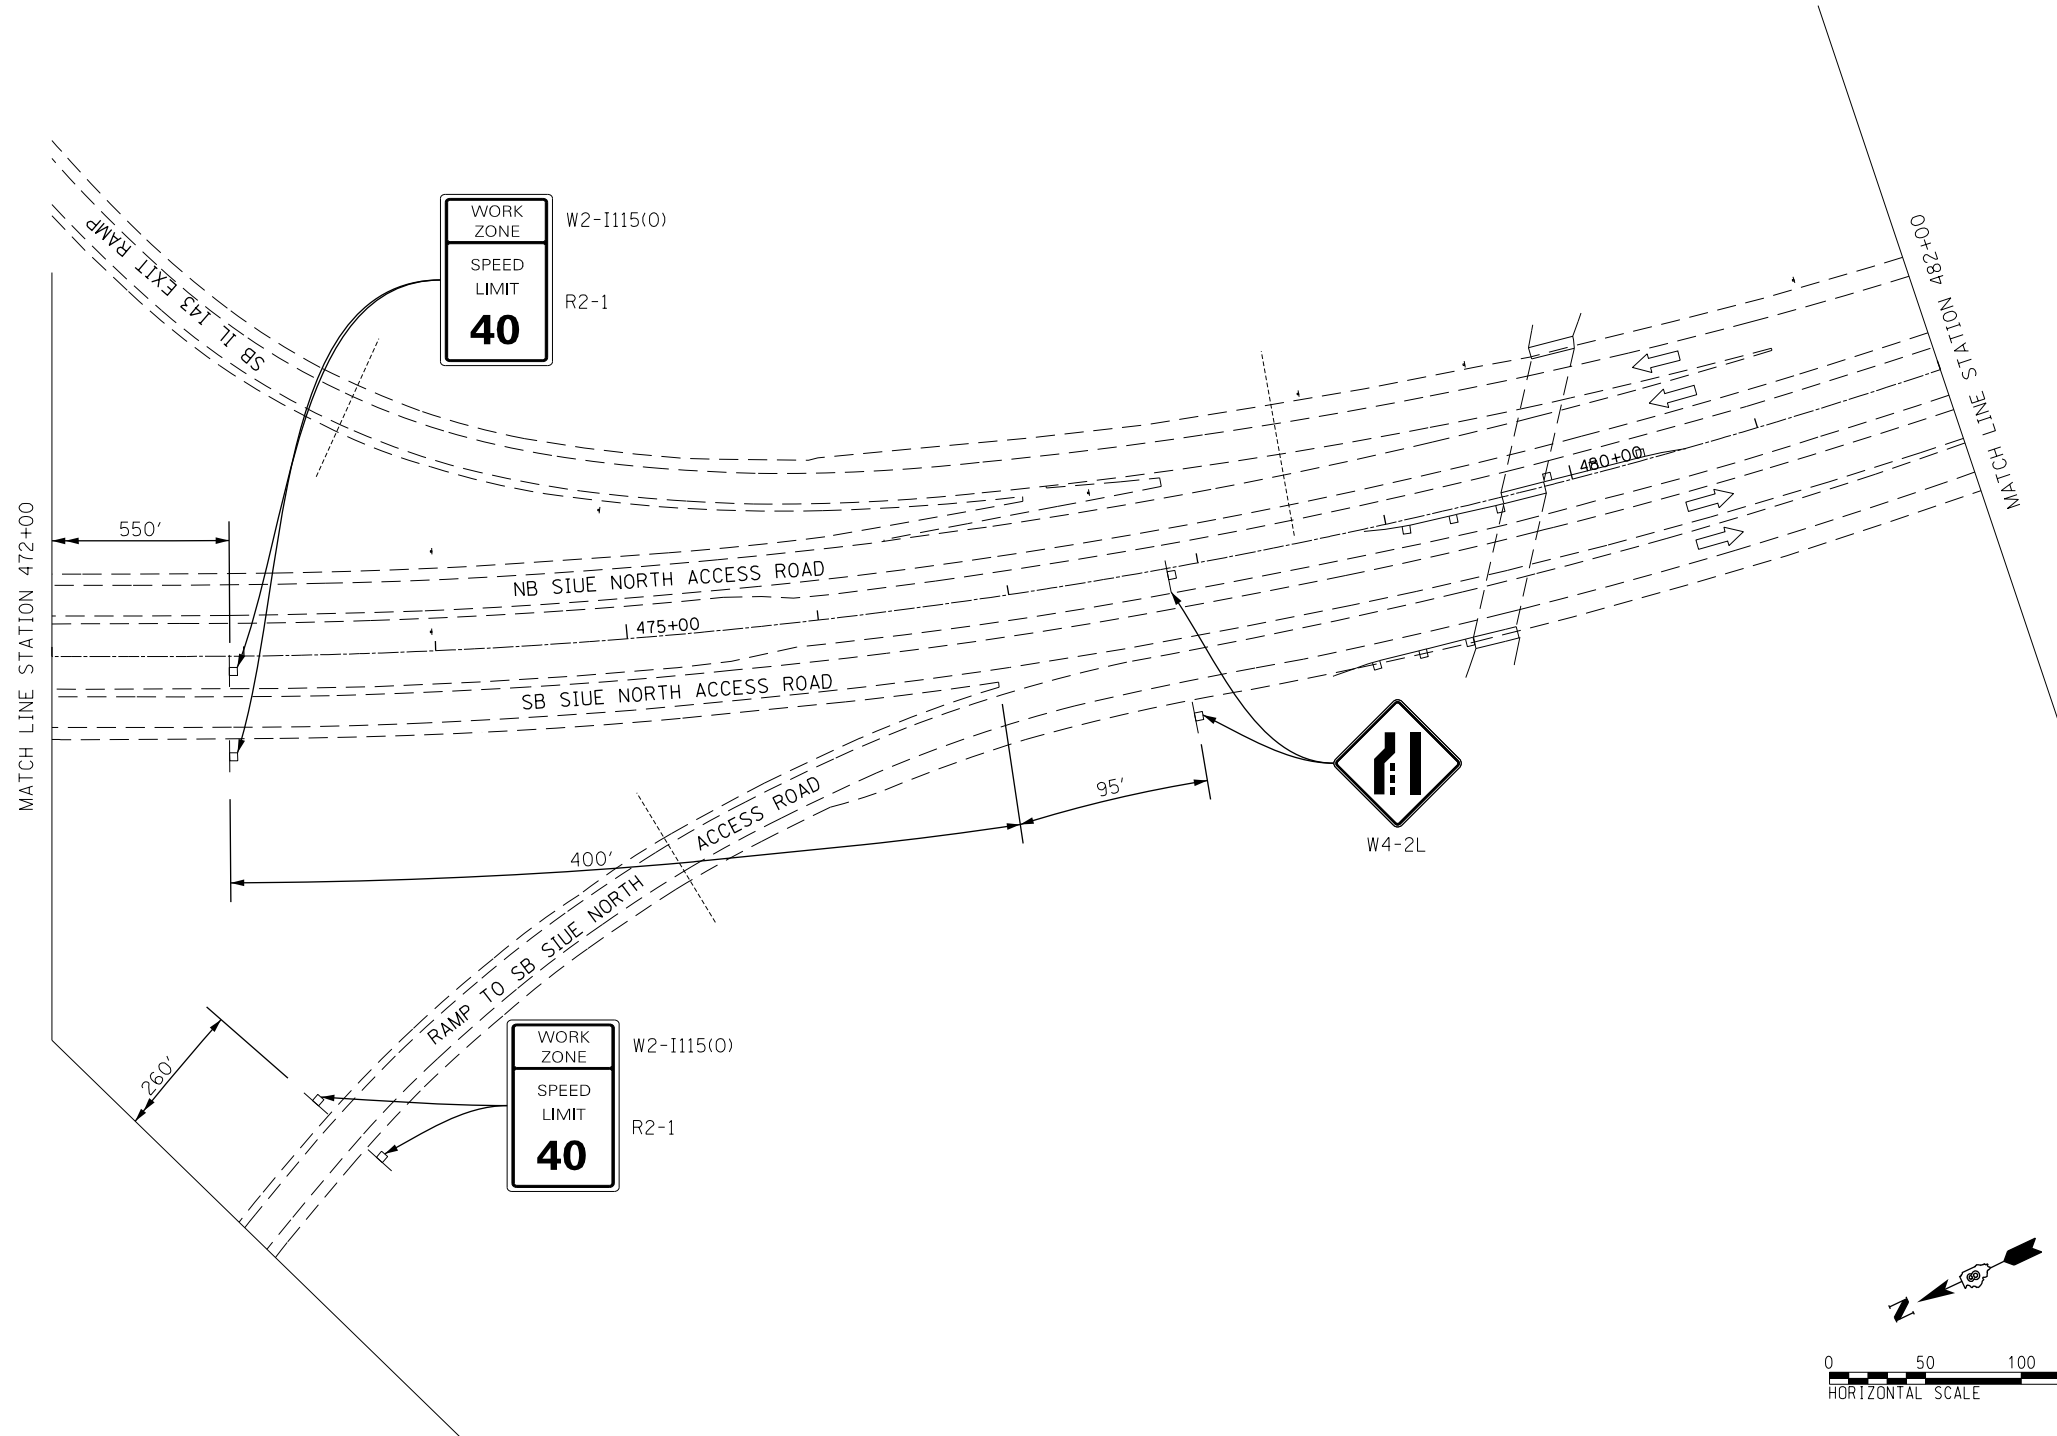 MATCH LINE STATION 472+00
SB IL 143 EXIT RAMP
WORK
ZONE
SPEED
LIMIT
40
W2-I115(O)
R2-1
550'
NB SIUE NORTH ACCESS ROAD
475+00
SB SIUE NORTH ACCESS ROAD
480+00
MATCH LINE STATION 482+00
95'
W4-2L
400'
RAMP TO SB SIUE NORTH ACCESS ROAD
260'
WORK
ZONE
SPEED
LIMIT
40
W2-I115(O)
R2-1
N
0 50 100
HORIZONTAL SCALE